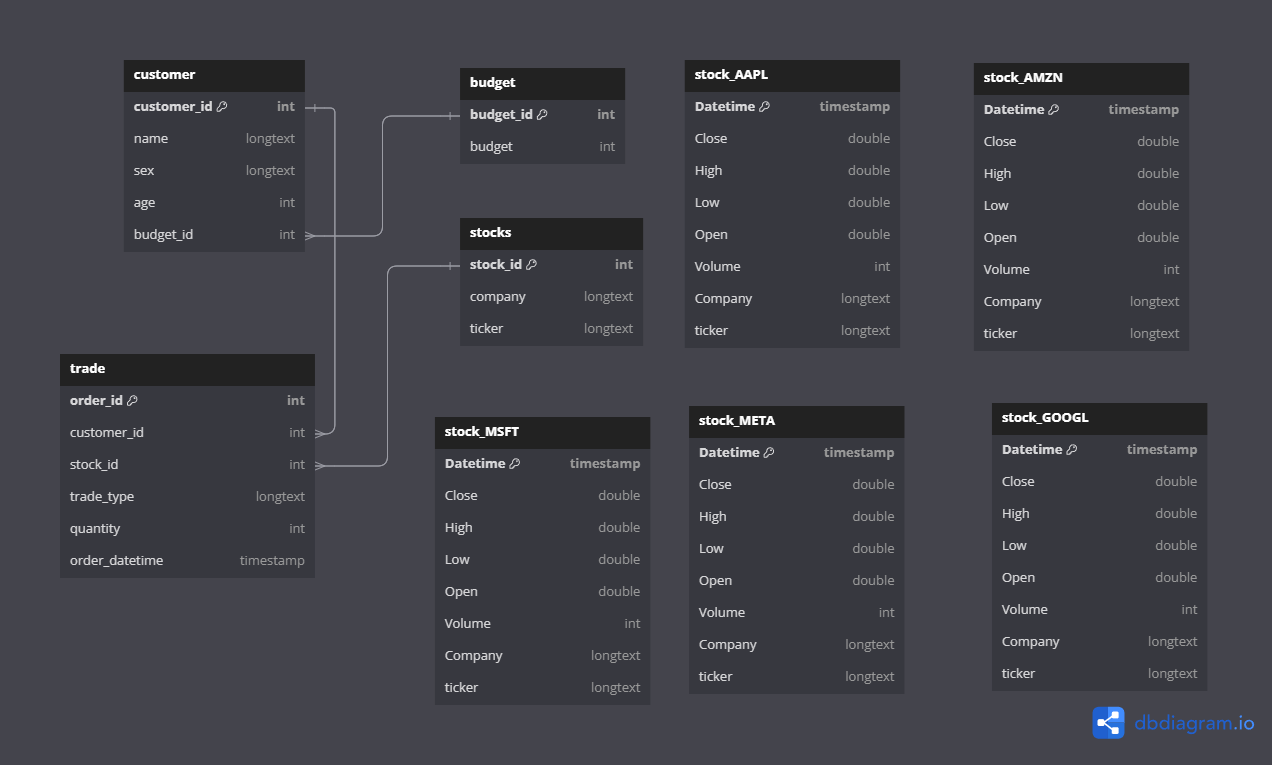 customer
customer_id int
name longtext
sex longtext
age int
budget_id int
budget
budget_id int
budget int
stocks
stock_id int
company longtext
ticker longtext
trade
order_id int
customer_id int
stock_id int
trade_type longtext
quantity int
order_datetime timestamp
stock_AAPL
Datetime timestamp
Close double
High double
Low double
Open double
Volume int
Company longtext
ticker longtext
stock_AMZN
Datetime timestamp
Close double
High double
Low double
Open double
Volume int
Company longtext
ticker longtext
stock_MSFT
Datetime timestamp
Close double
High double
Low double
Open double
Volume int
Company longtext
ticker longtext
stock_META
Datetime timestamp
Close double
High double
Low double
Open double
Volume int
Company longtext
ticker longtext
stock_GOOGL
Datetime timestamp
Close double
High double
Low double
Open double
Volume int
Company longtext
ticker longtext
dbdiagram.io